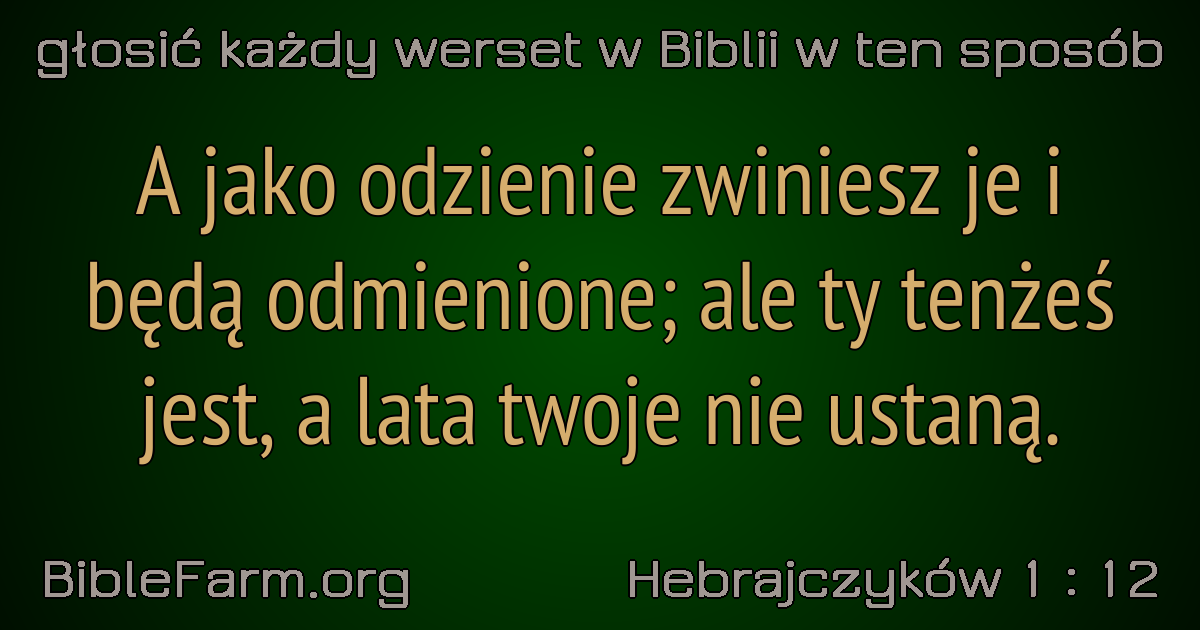 głosić każdy werset w Biblii w ten sposób
A jako odzienie zwiniesz je i
będą odmienione; ale ty tenżeś
jest, a lata twoje nie ustaną.
BibleFarm.org
Hebrajczyków 1 : 12